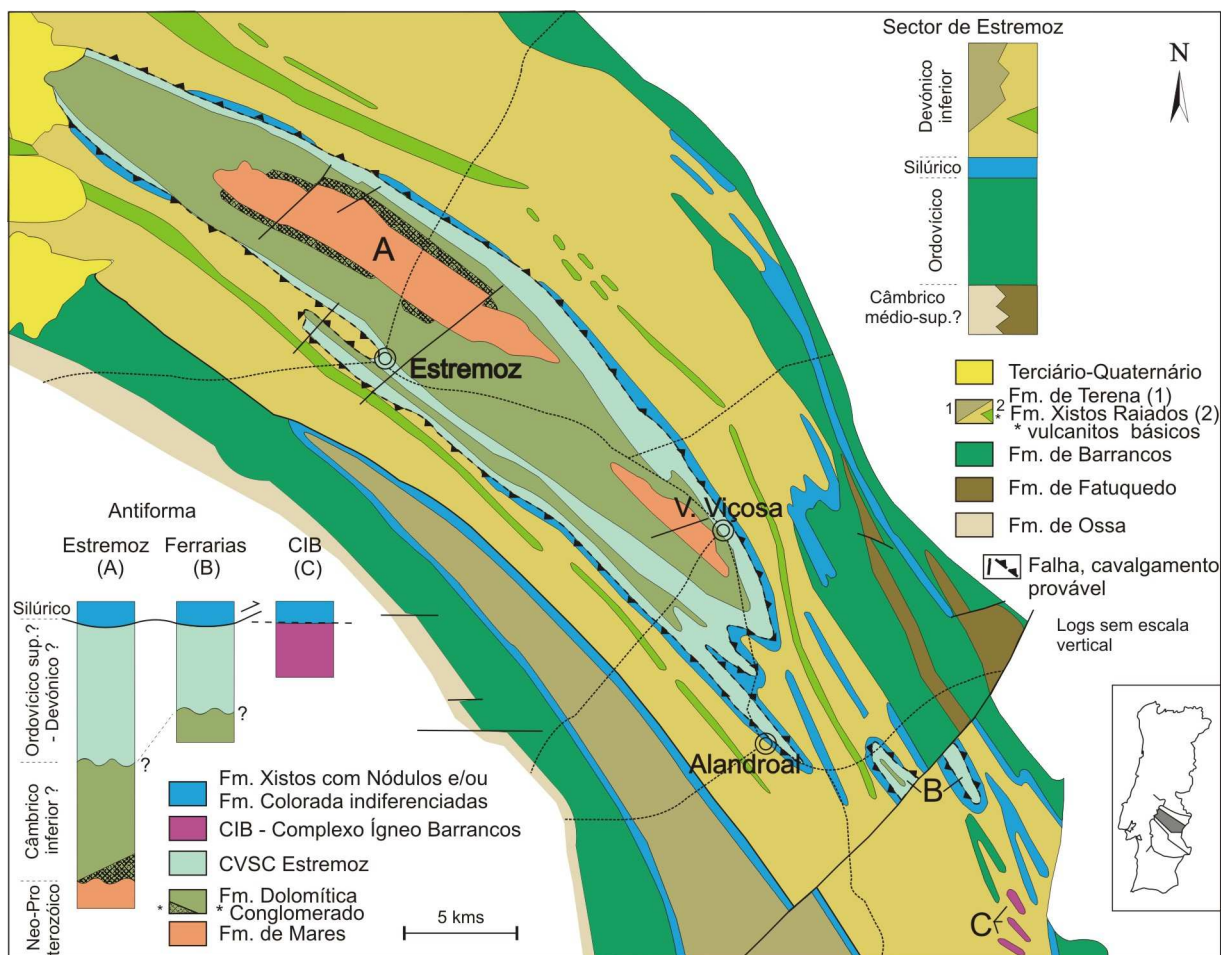 Sector de Estremoz
N
Devónico
inferior
Silúrico
Ordovícico
Câmbrico
médio-sup.?
A
Estremoz
V. Viçosa
Alandroal
B
C
Terciário-Quaternário
Fm. de Terena (1)
1 2 Fm. Xistos Raiados (2)
* * vulcanitos básicos
Fm. de Barrancos
Fm. de Fatuquedo
Fm. de Ossa
Falha, cavalgamento
provável
Logs sem escala
vertical
Antiforma
Estremoz
(A)
Ferrarias
(B)
CIB
(C)
Silúrico
Ordovícico sup.?
- Devónico ?
Câmbrico
inferior ?
Neo-Pro
terozóico
?
?
Fm. Xistos com Nódulos e/ou
Fm. Colorada indiferenciadas
CIB - Complexo Ígneo Barrancos
CVSC Estremoz
Fm. Dolomítica
* * Conglomerado
Fm. de Mares
5 kms